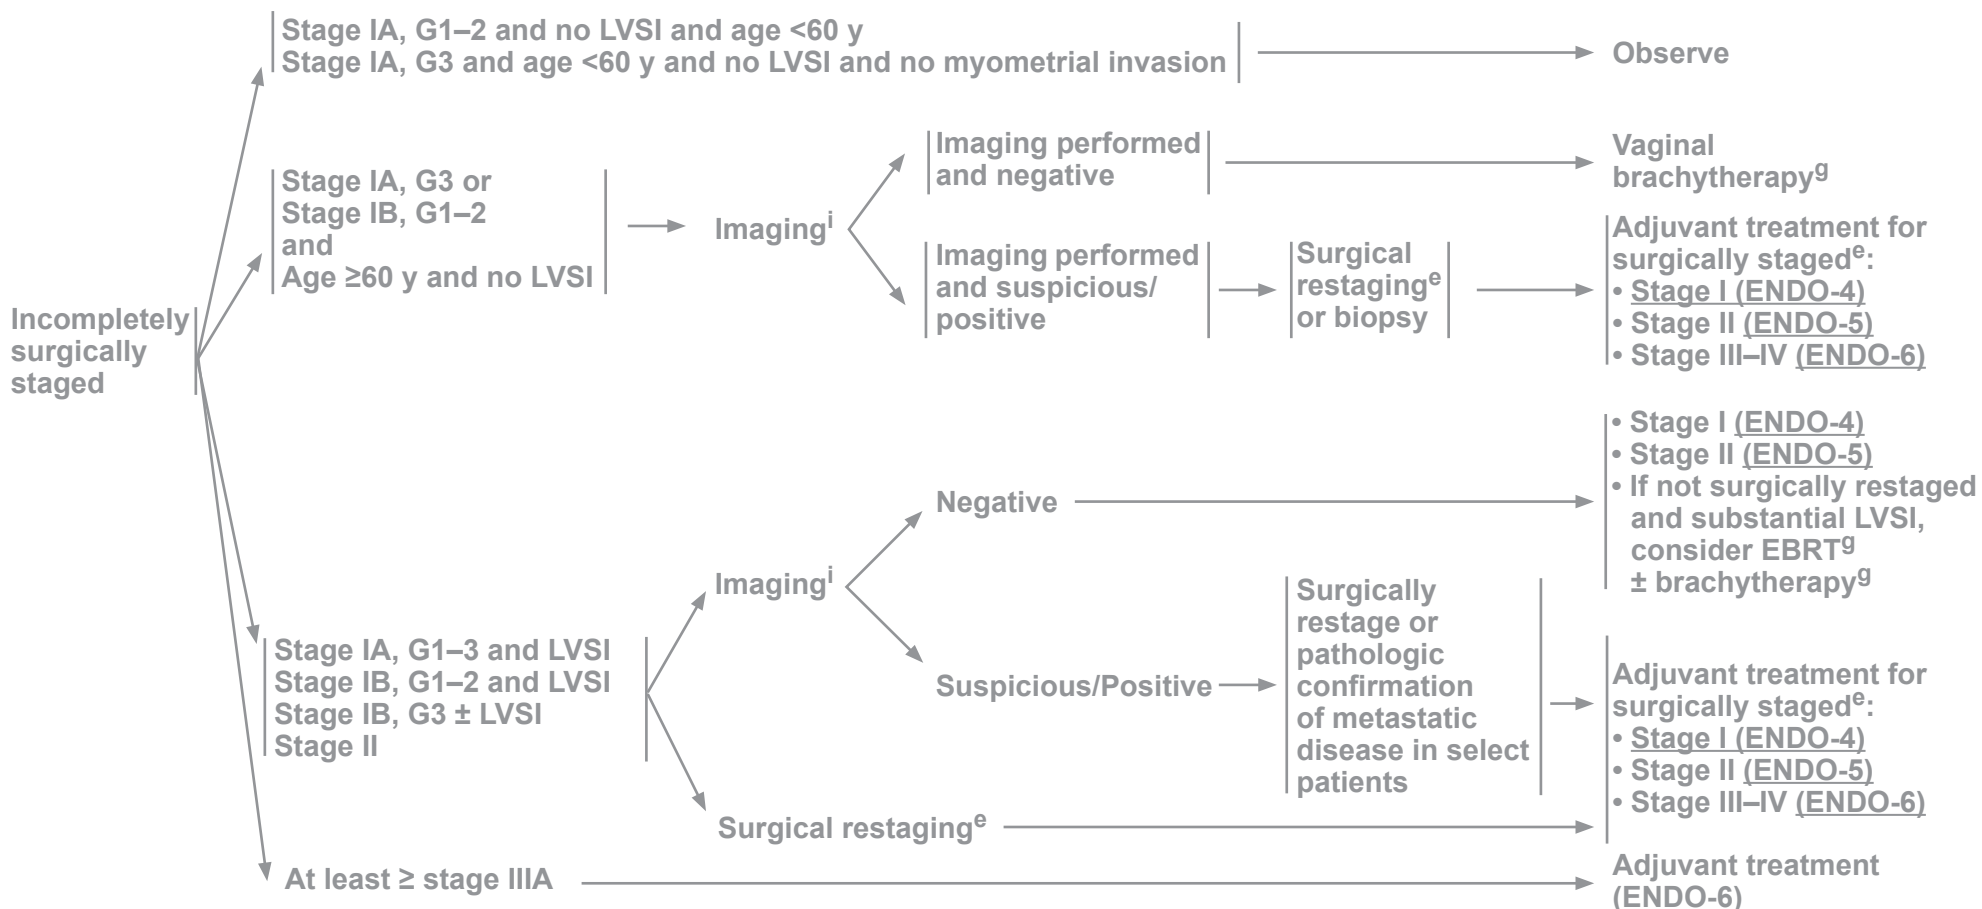 Incompletely
surgically
staged
Stage IA, G1–2 and no LVSI and age <60 y
Stage IA, G3 and age <60 y and no LVSI and no myometrial invasion
Observe
Stage IA, G3 or
Stage IB, G1–2
and
Age ≥60 y and no LVSI
Imagingⁱ
Imaging performed
and negative
Vaginal
brachytherapyᵍ
Imaging performed
and suspicious/
positive
Surgical
restagingᵉ
or biopsy
Adjuvant treatment for
surgically stagedᵉ:
• Stage I (ENDO-4)
• Stage II (ENDO-5)
• Stage III–IV (ENDO-6)
Stage IA, G1–3 and LVSI
Stage IB, G1–2 and LVSI
Stage IB, G3 ± LVSI
Stage II
Imagingⁱ
Negative
• Stage I (ENDO-4)
• Stage II (ENDO-5)
• If not surgically restaged
and substantial LVSI,
consider EBRTᵍ
± brachytherapyᵍ
Suspicious/Positive
Surgically
restage or
pathologic
confirmation
of metastatic
disease in select
patients
Adjuvant treatment for
surgically stagedᵉ:
• Stage I (ENDO-4)
• Stage II (ENDO-5)
• Stage III–IV (ENDO-6)
Surgical restagingᵉ
At least ≥ stage IIIA
Adjuvant treatment
(ENDO-6)